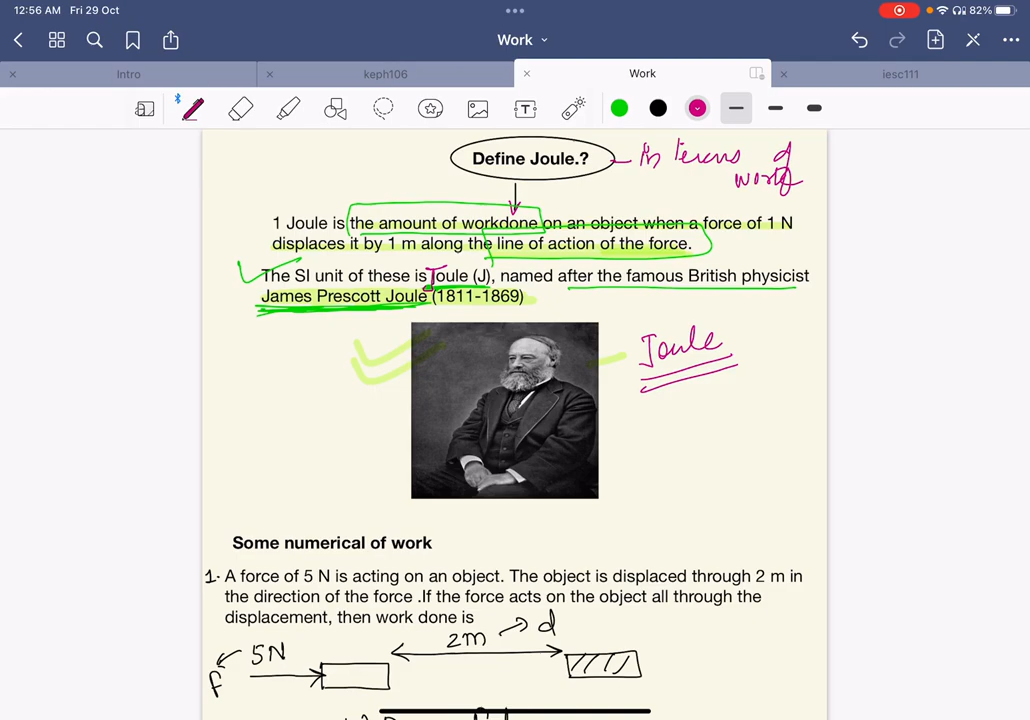 12:56 AM Fri 29 Oct
82%
Work
Intro
keph106
Work
iesc111
Define Joule.?
In terms of
work
1 Joule is the amount of workdone on an object when a force of 1 N
displaces it by 1 m along the line of action of the force.
The SI unit of these is Joule (J), named after the famous British physicist
James Prescott Joule (1811-1869)
Joule
Some numerical of work
1. A force of 5 N is acting on an object. The object is displaced through 2 m in
the direction of the force .If the force acts on the object all through the
displacement, then work done is
2m → d
5N
F